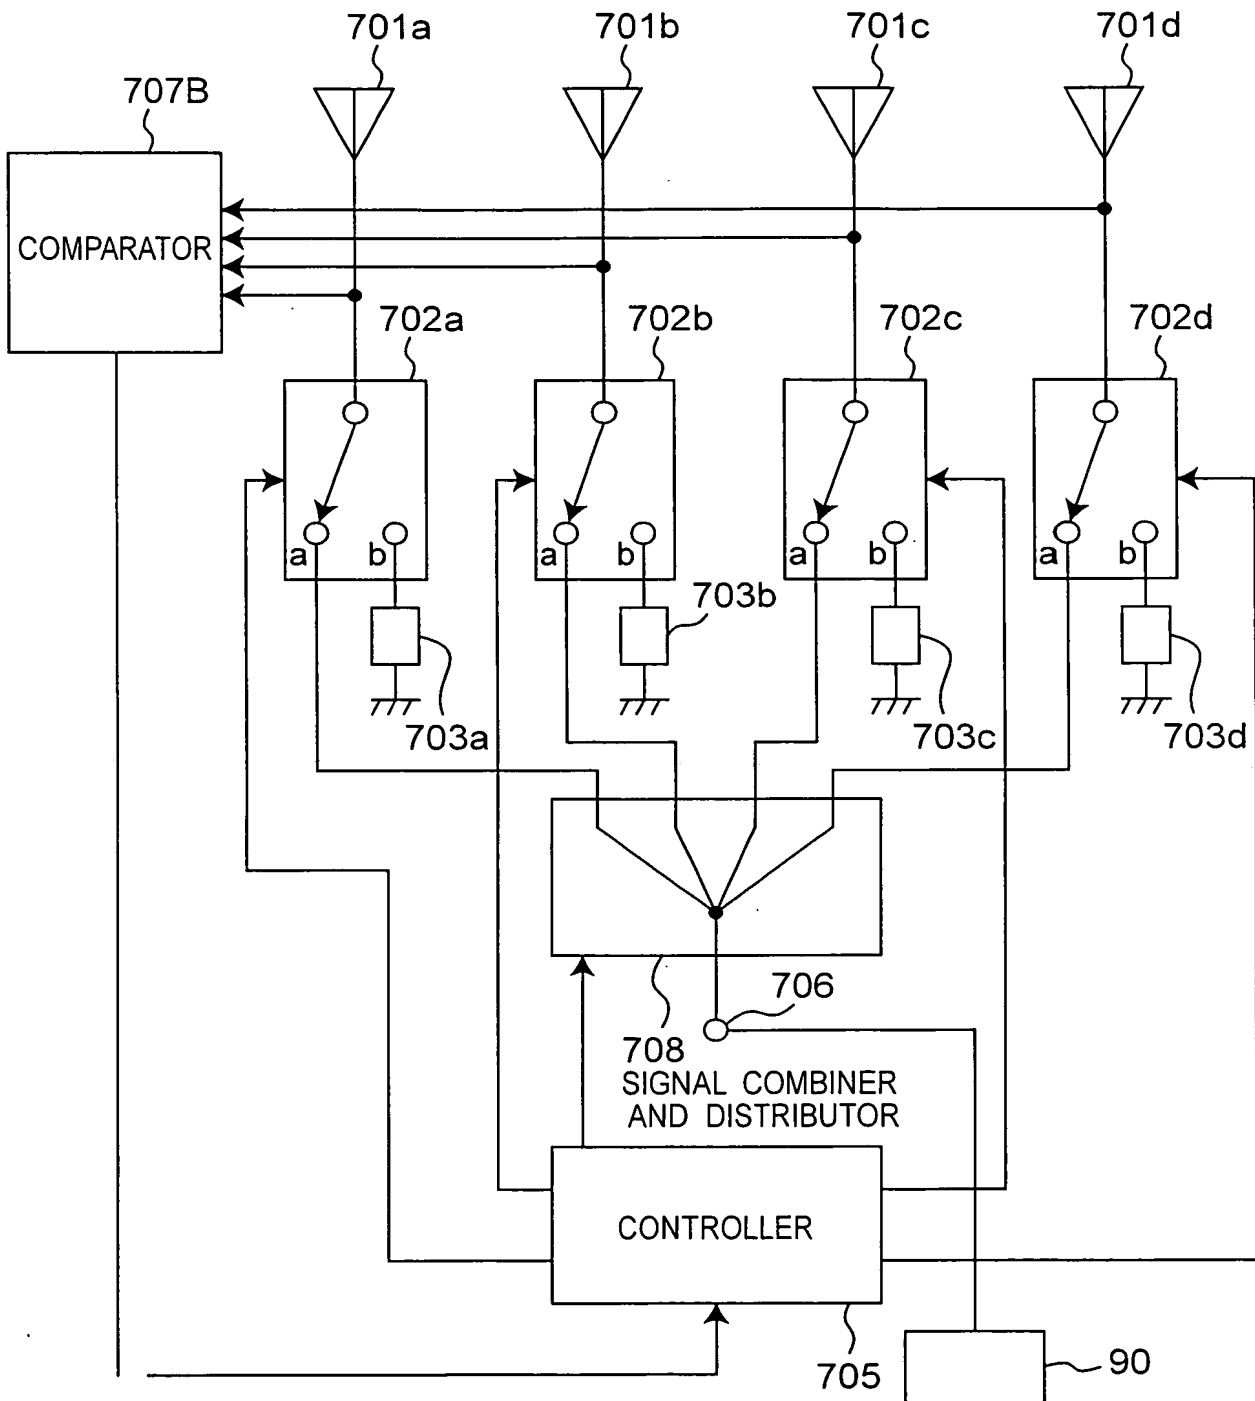 701a
701b
701c
701d
707B
COMPARATOR
702a
702b
702c
702d
a
b
a
b
a
b
a
b
703b
703a
703c
703d
706
708
SIGNAL COMBINER
AND DISTRIBUTOR
CONTROLLER
705
90